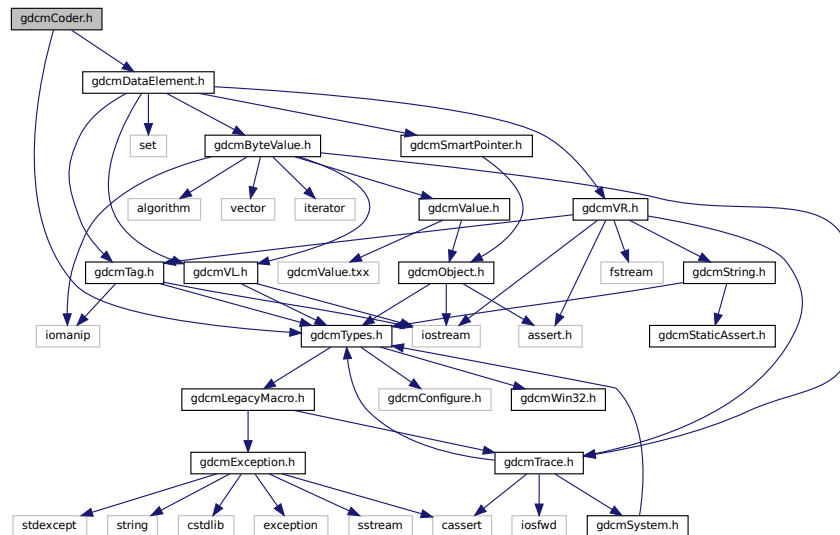 gdcmCoder.h
gdcmDataElement.h
set
gdcmByteValue.h
gdcmSmartPointer.h
algorithm
vector
iterator
gdcmValue.h
gdcmVR.h
gdcmTag.h
gdcmVL.h
gdcmValue.txx
gdcmObject.h
fstream
gdcmString.h
iomanip
gdcmTypes.h
iostream
assert.h
gdcmStaticAssert.h
gdcmLegacyMacro.h
gdcmConfigure.h
gdcmWin32.h
gdcmException.h
gdcmTrace.h
stdexcept
string
cstdlib
exception
sstream
cassert
iosfwd
gdcmSystem.h